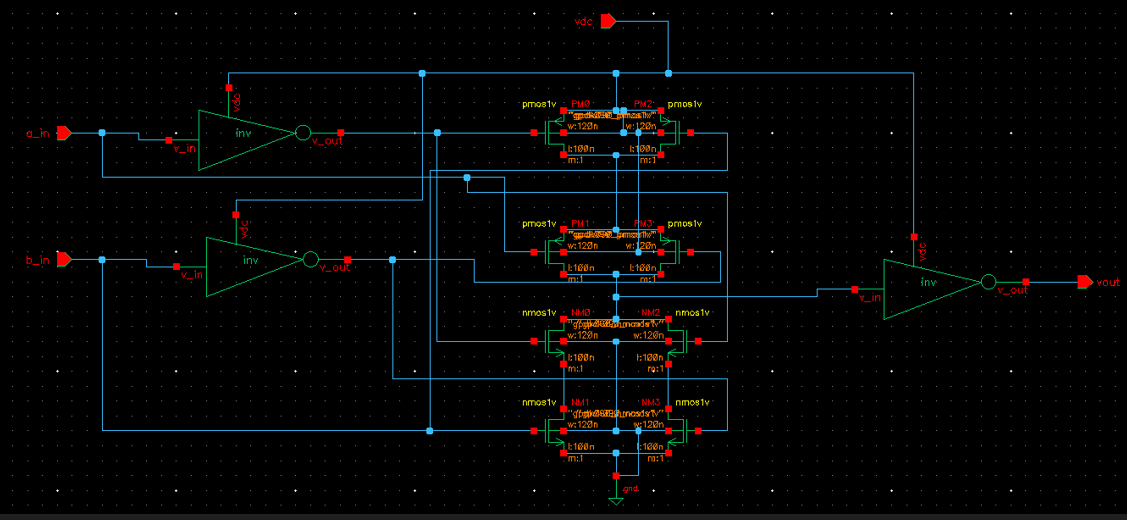 vdc
pmos1v PM0 PM2 pmos1v
w:120n w:120n
l:100n l:100n
m:1 m:1
a_in v_in inv vdc v_out
pmos1v PM1 PM3 pmos1v
w:120n w:120n
l:100n l:100n
m:1 m:1
b_in v_in inv vdc v_out
v_in inv vdc v_out vout
nmos1v NM0 NM2 nmos1v
w:120n w:120n
l:100n l:100n
m:1 m:1
nmos1v NM1 NM3 nmos1v
w:120n w:120n
l:100n l:100n
m:1 m:1
gnd